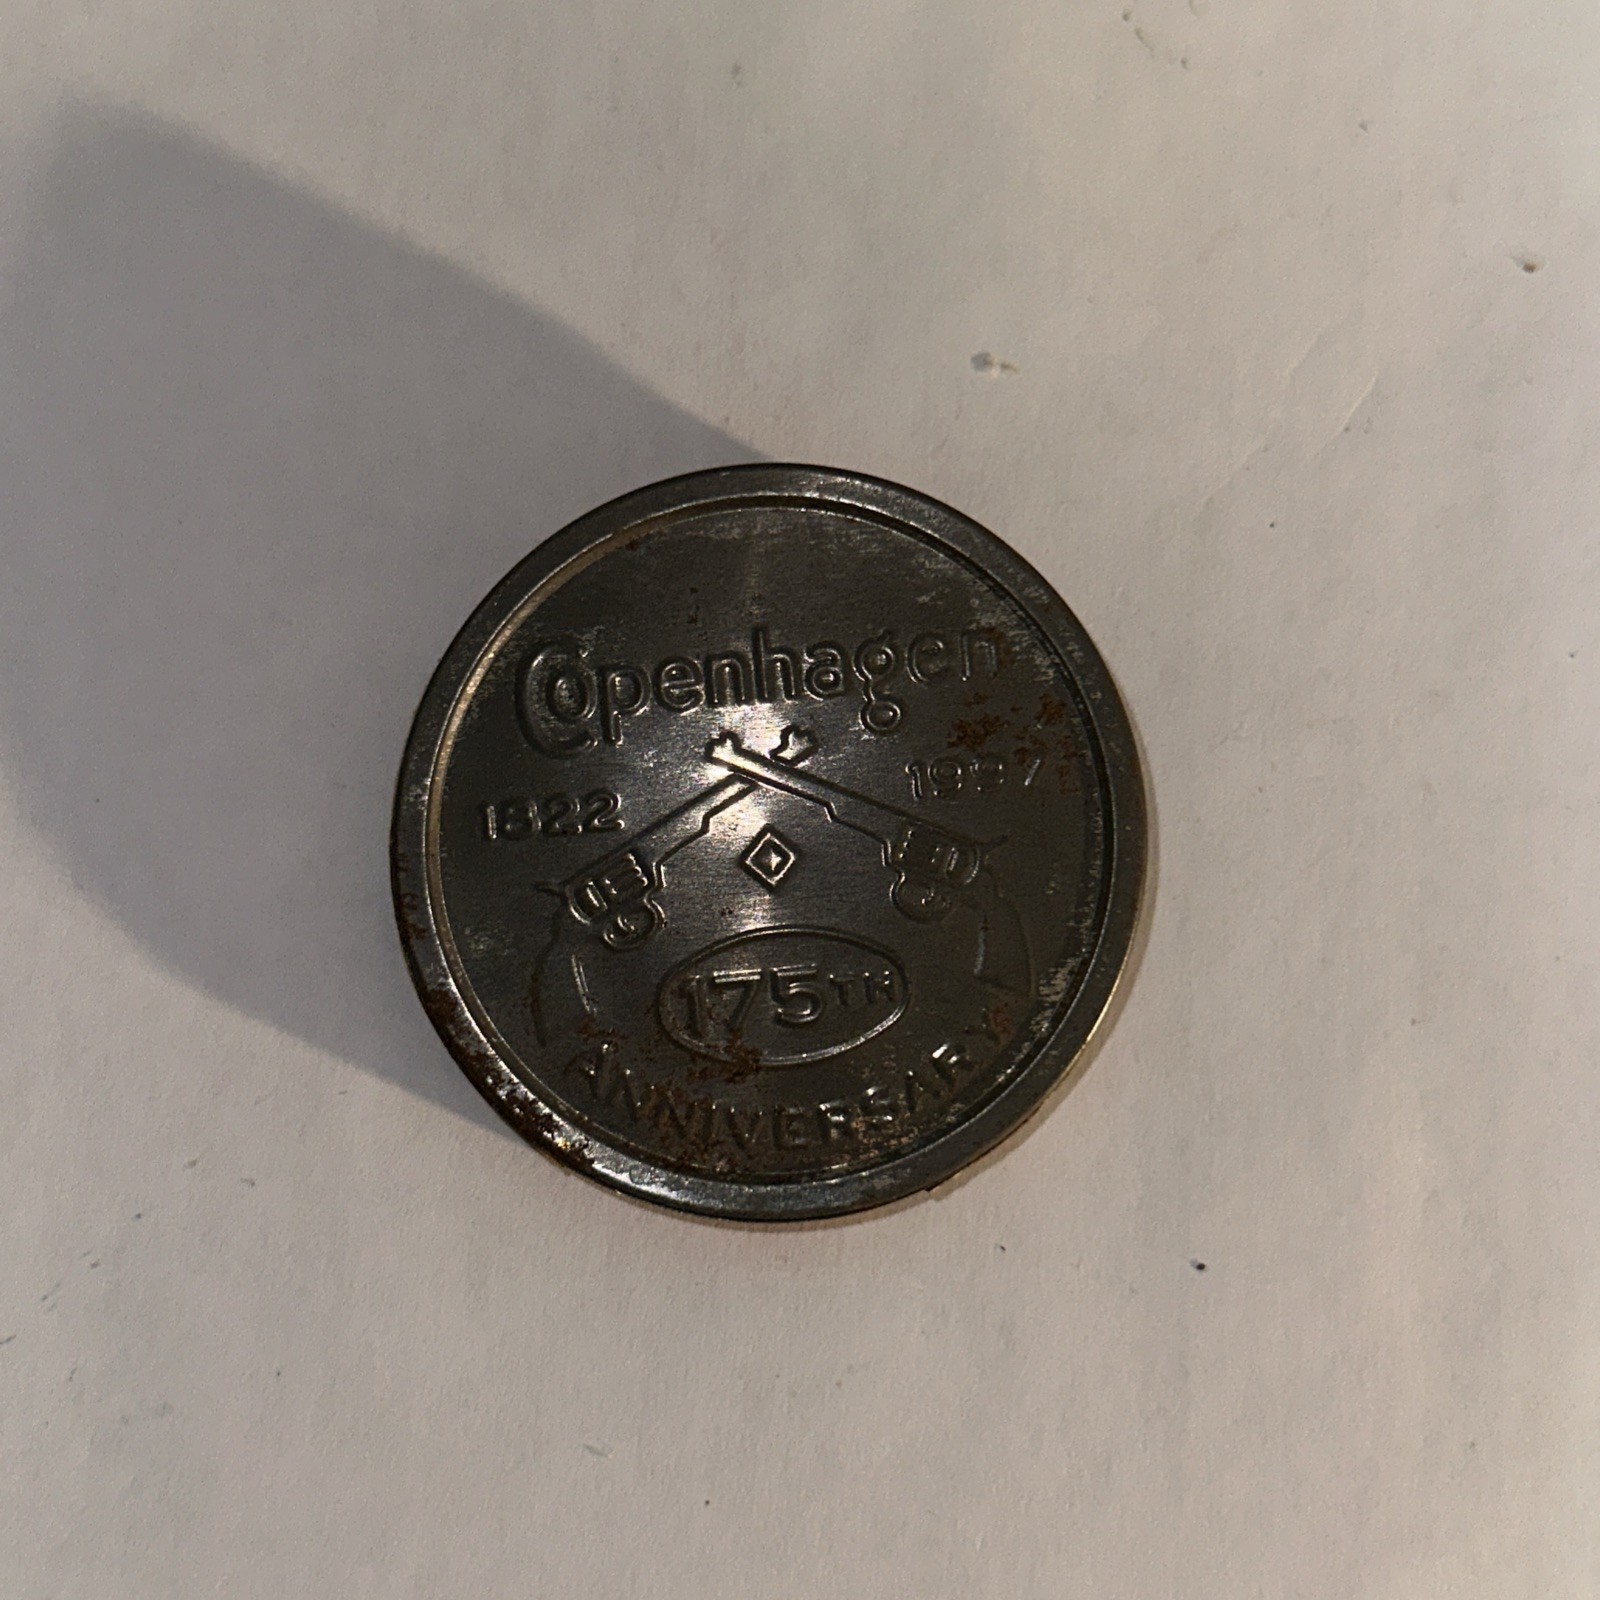 Copenhagen
1822 1997
175TH
ANNIVERSARY